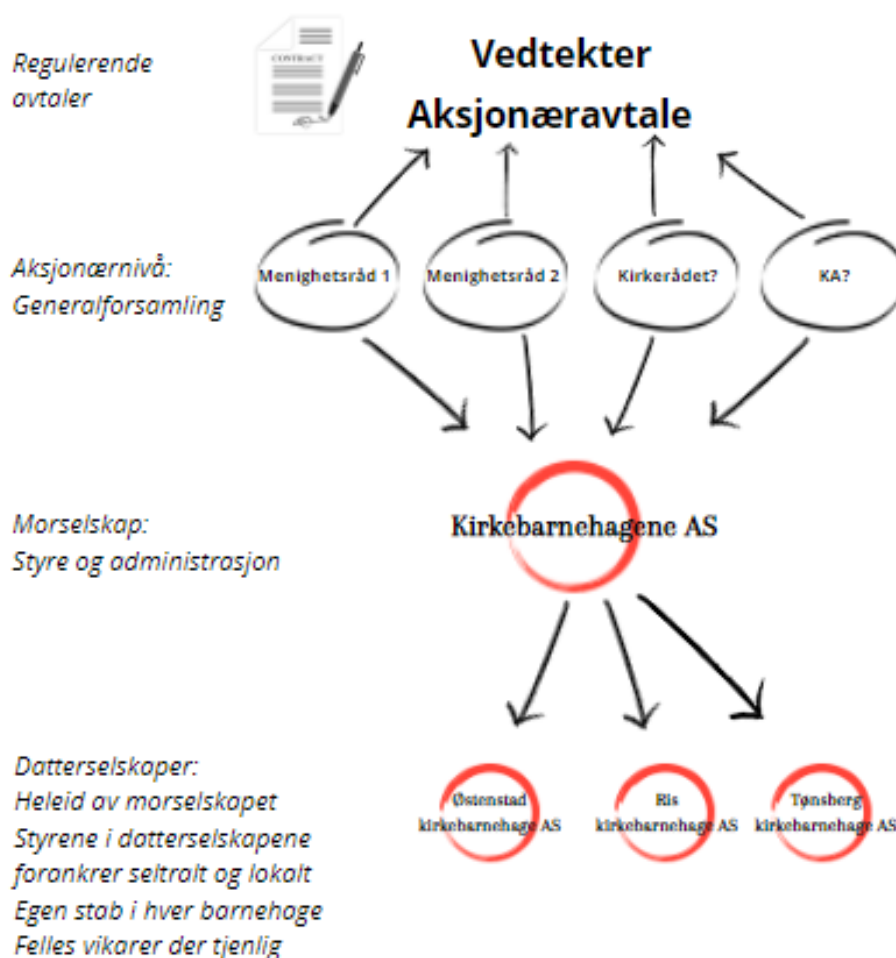 Regulerende
avtaler
CONTRACT
Vedtekter
Aksjonæravtale
Aksjonærnivå:
Generalforsamling
Menighetsråd 1
Menighetsråd 2
Kirkerådet?
KA?
Morselskap:
Styre og administrasjon
Kirkebarnehagene AS
Datterselskaper:
Heleid av morselskapet
Styrene i datterselskapene
forankrer seltralt og lokalt
Egen stab i hver barnehage
Felles vikarer der tjenlig
Østenstad
kirkebarnehage AS
Ris
kirkebarnehage AS
Tønsberg
kirkebarnehage AS